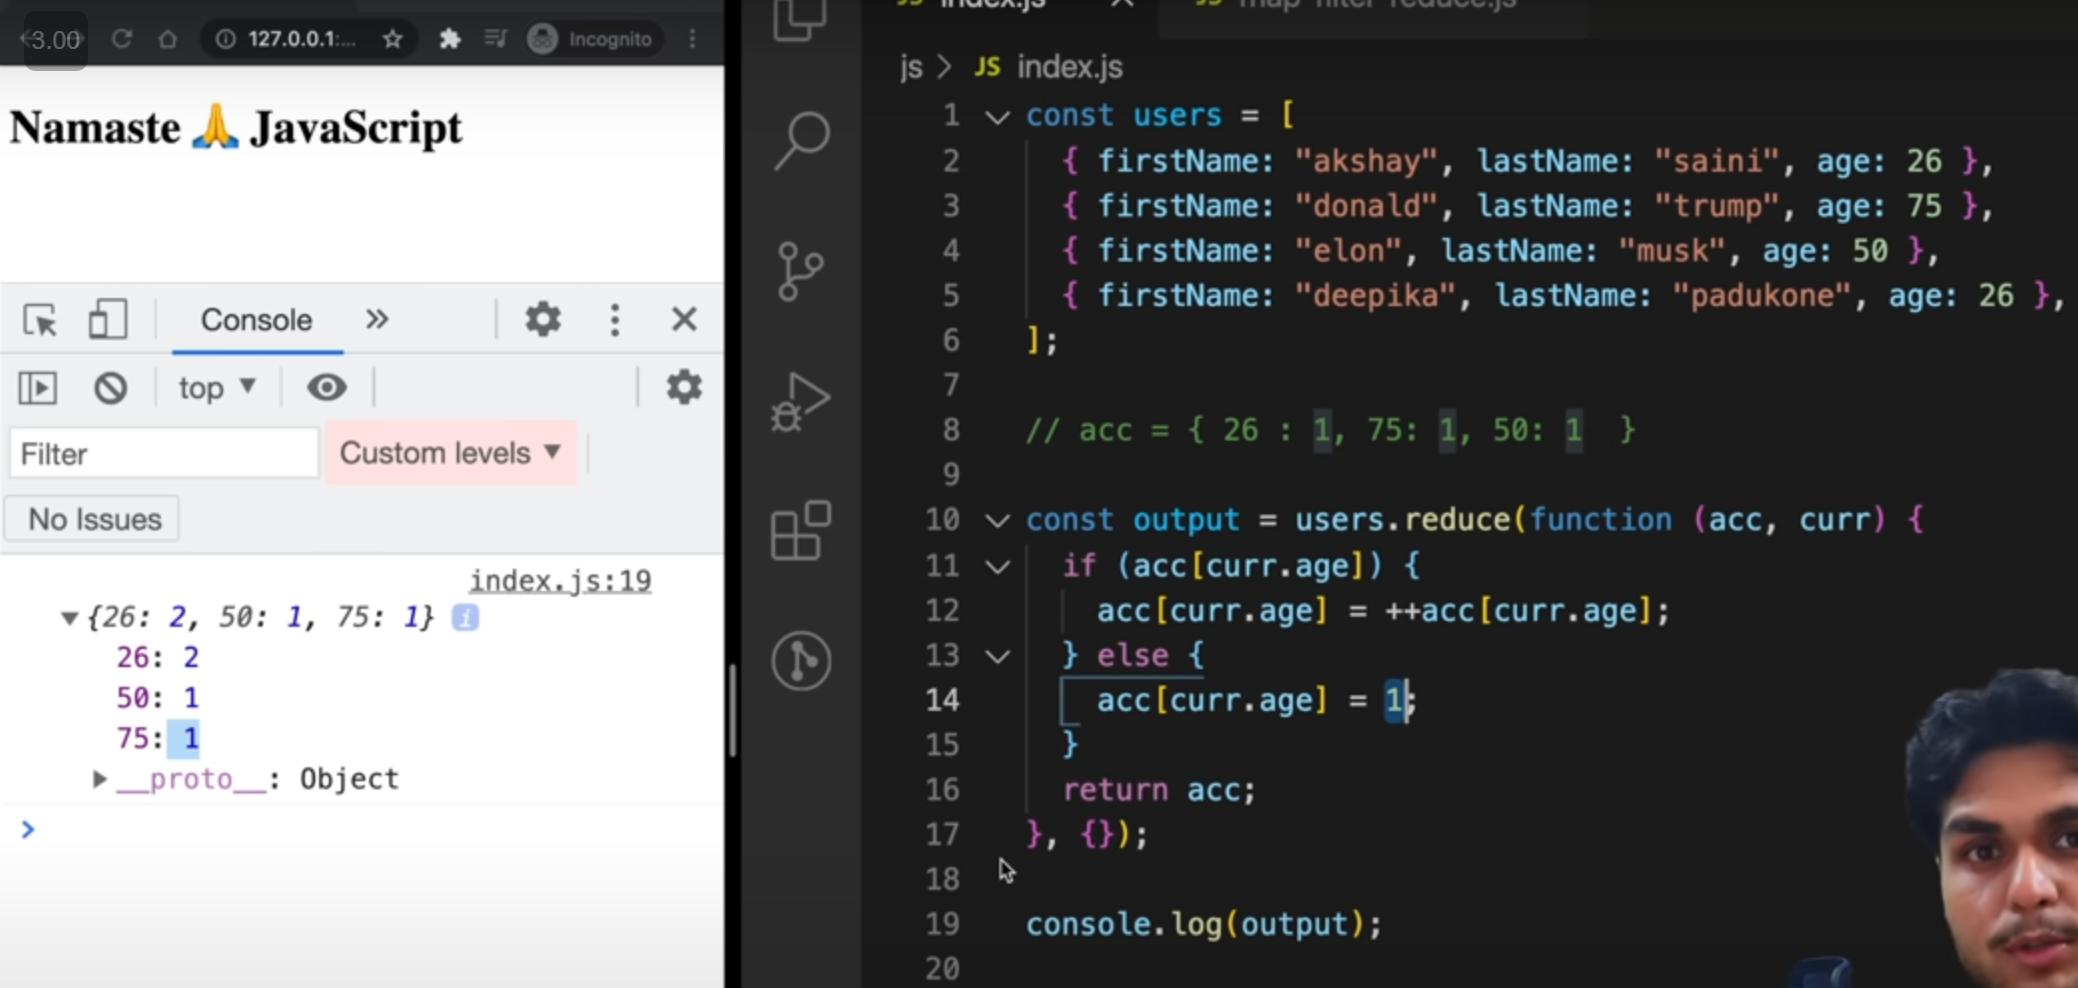 3.00
127.0.0.1:...
Incognito
Namaste 🙏 JavaScript
Console
top
Filter
Custom levels
No Issues
index.js:19
{26: 2, 50: 1, 75: 1}
26: 2
50: 1
75: 1
__proto__: Object
index.js
map-filter-reduce.js
js > JS index.js
1 const users = [
2 { firstName: "akshay", lastName: "saini", age: 26 },
3 { firstName: "donald", lastName: "trump", age: 75 },
4 { firstName: "elon", lastName: "musk", age: 50 },
5 { firstName: "deepika", lastName: "padukone", age: 26 },
6 ];
7
8 // acc = { 26 : 1, 75: 1, 50: 1  }
9
10 const output = users.reduce(function (acc, curr) {
11 if (acc[curr.age]) {
12 acc[curr.age] = ++acc[curr.age];
13 } else {
14 acc[curr.age] = 1;
15 }
16 return acc;
17 }, {});
18
19 console.log(output);
20